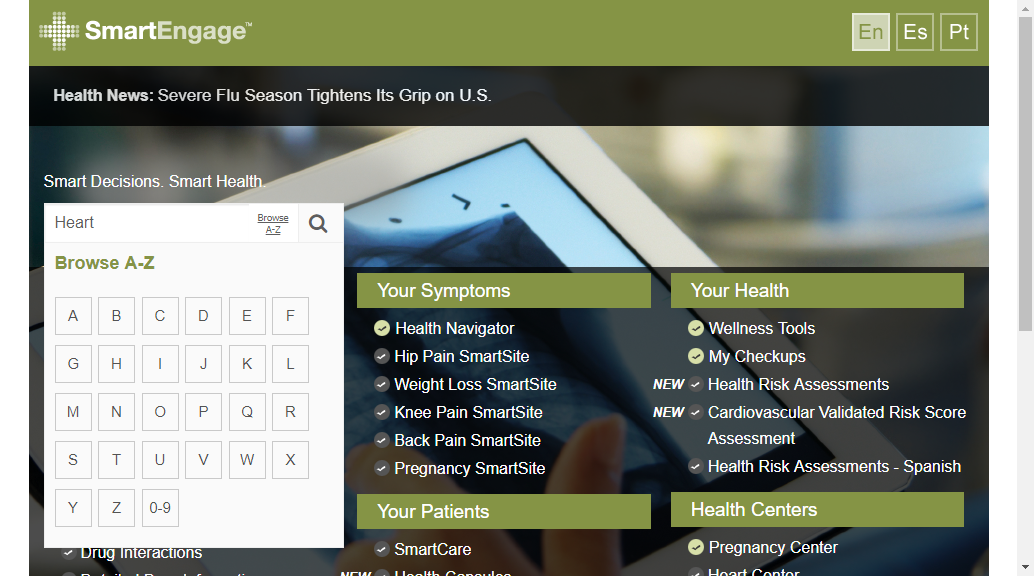 SmartEngage™
En Es Pt
Health News: Severe Flu Season Tightens Its Grip on U.S.
Smart Decisions. Smart Health.
Heart
Browse
A-Z
Browse A-Z
A B C D E F
G H I J K L
M N O P Q R
S T U V W X
Y Z 0-9
Drug Interactions
Your Symptoms
Health Navigator
Hip Pain SmartSite
Weight Loss SmartSite
Knee Pain SmartSite
Back Pain SmartSite
Pregnancy SmartSite
Your Patients
SmartCare
NEW Health Capsules
Your Health
Wellness Tools
My Checkups
NEW Health Risk Assessments
NEW Cardiovascular Validated Risk Score
Assessment
Health Risk Assessments - Spanish
Health Centers
Pregnancy Center
Heart Center